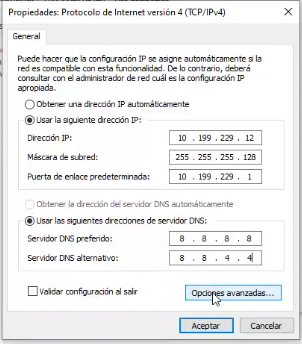 Propiedades: Protocolo de Internet versión 4 (TCP/IPv4)
General
Puede hacer que la configuración IP se asigne automáticamente si la
red es compatible con esta funcionalidad. De lo contrario, deberá
consultar con el administrador de red cuál es la configuración IP
apropiada.
Obtener una dirección IP automáticamente
Usar la siguiente dirección IP:
Dirección IP: 10 . 199 . 229 . 12
Máscara de subred: 255 . 255 . 255 . 128
Puerta de enlace predeterminada: 10 . 199 . 229 . 1
Obtener la dirección del servidor DNS automáticamente
Usar las siguientes direcciones de servidor DNS:
Servidor DNS preferido: 8 . 8 . 8 . 8
Servidor DNS alternativo: 8 . 8 . 4 . 4
Validar configuración al salir
Opciones avanzadas...
Aceptar Cancelar